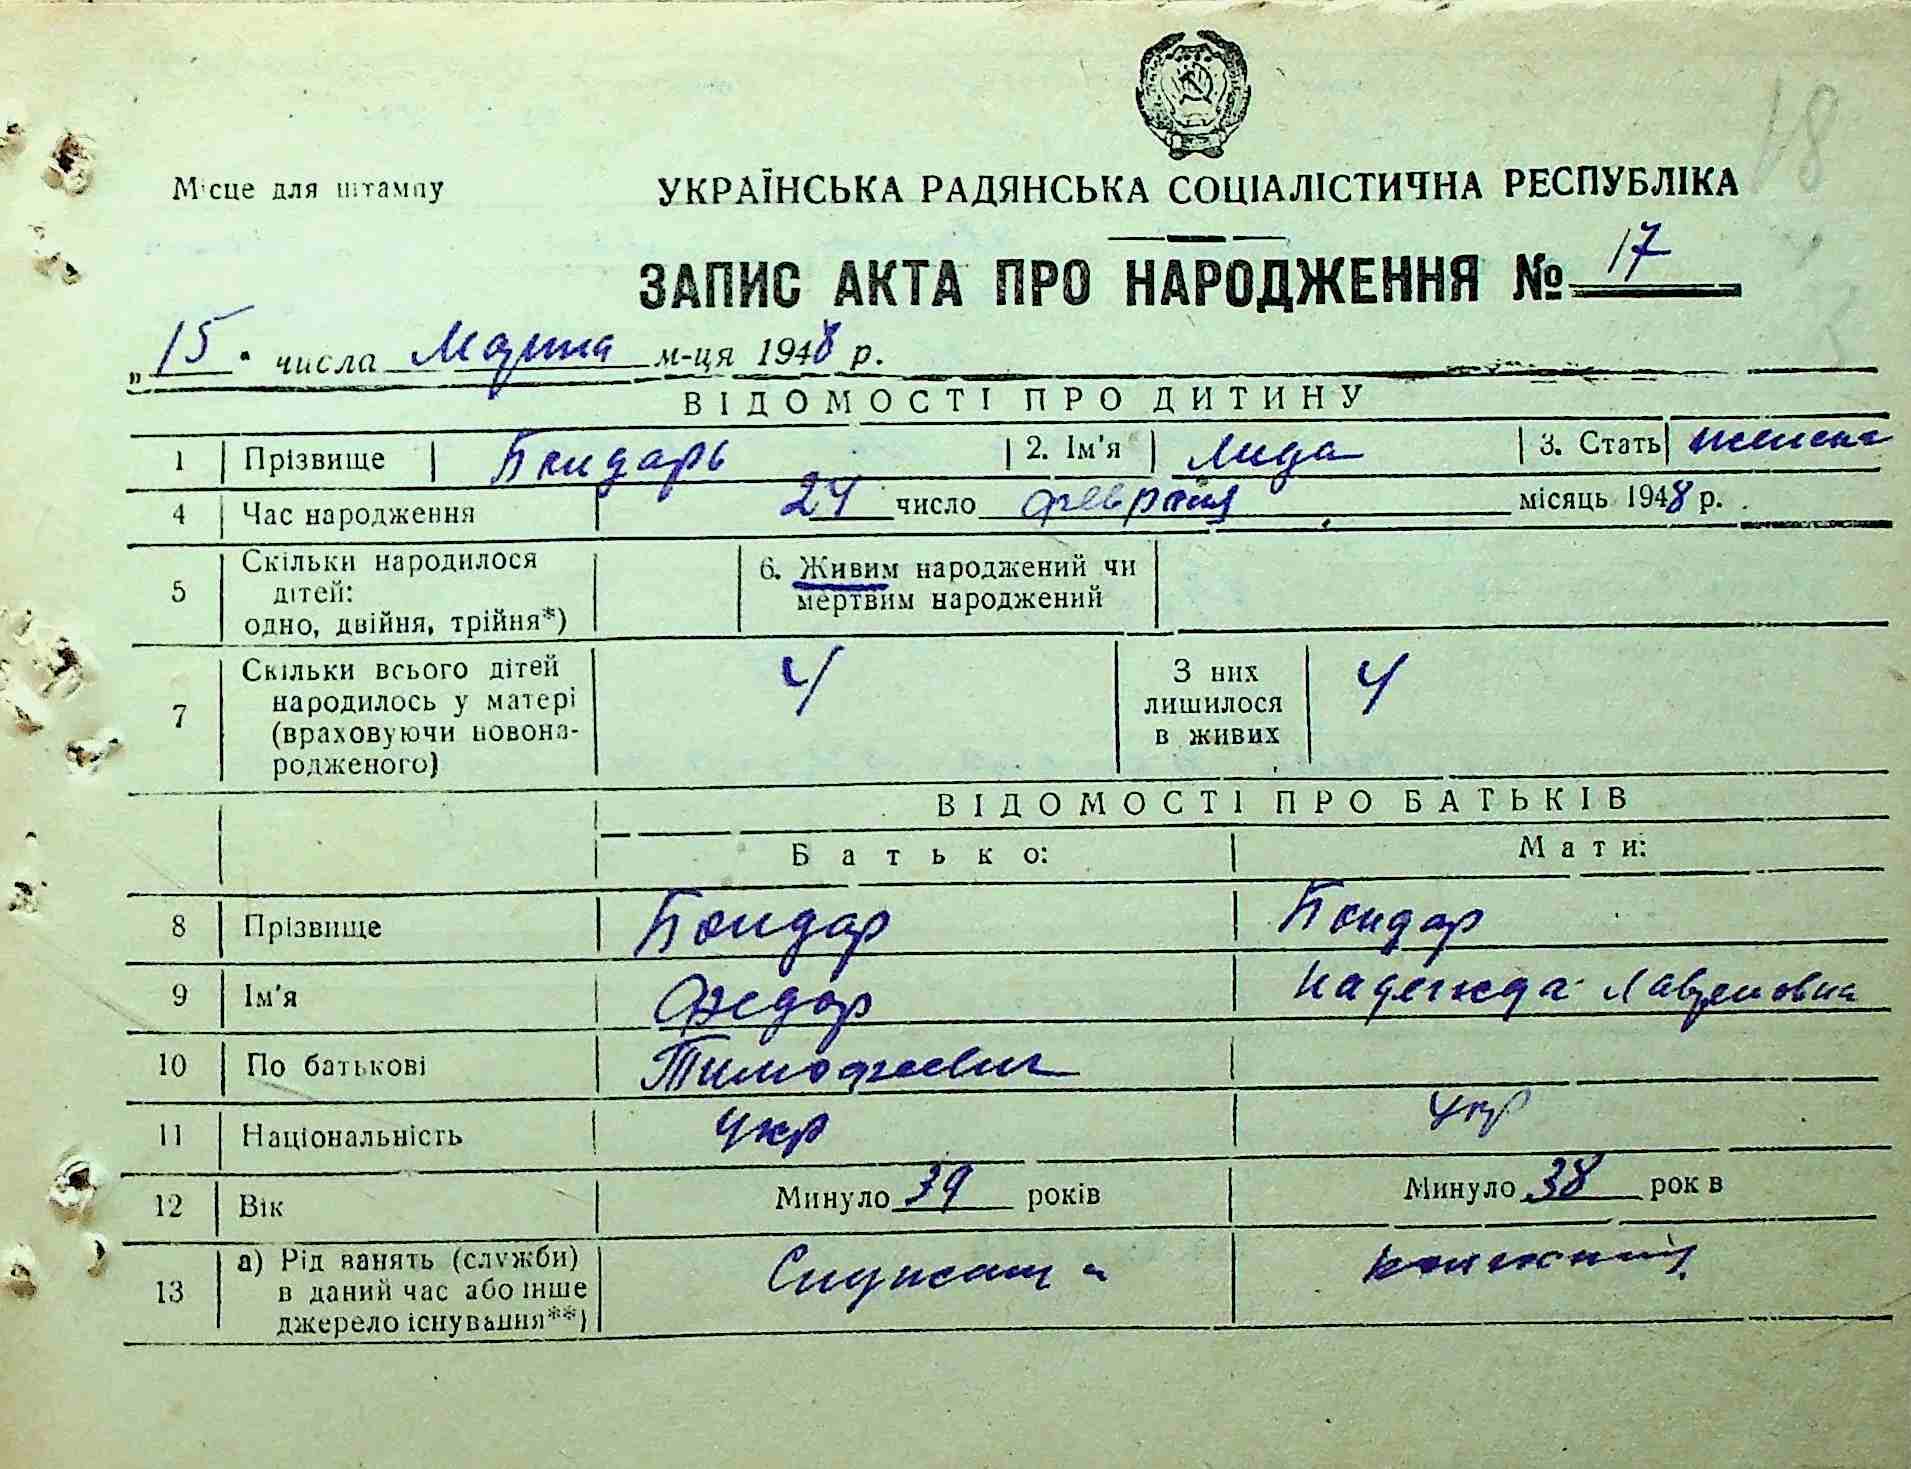 18
Місце для штампу
УКРАЇНСЬКА РАДЯНСЬКА СОЦІАЛІСТИЧНА РЕСПУБЛІКА
ЗАПИС АКТА ПРО НАРОДЖЕННЯ № 17
„15" числа Марта м-ця 1948 р.
ВІДОМОСТІ ПРО ДИТИНУ
1 Прізвище Бондарь 2. Ім'я Лида 3. Стать
4 Час народження 24 число февраля місяць 1948 р.
5 Скільки народилося дітей: одно, двійня, трійня*) 6. Живим народжений чи мертвим народжений
7 Скільки всього дітей народилось у матері (враховуючи новонародженого) 4 З них лишилося в живих 4
ВІДОМОСТІ ПРО БАТЬКІВ
Батько: Мати:
8 Прізвище Бондар Бондар
9 Ім'я Федор Надежда
10 По батькові Тимофеевич
11 Національність укр укр
12 Вік Минуло 39 років Минуло 38 рок в
13 а) Рід занять (служби) в даний час або інше джерело існування**)